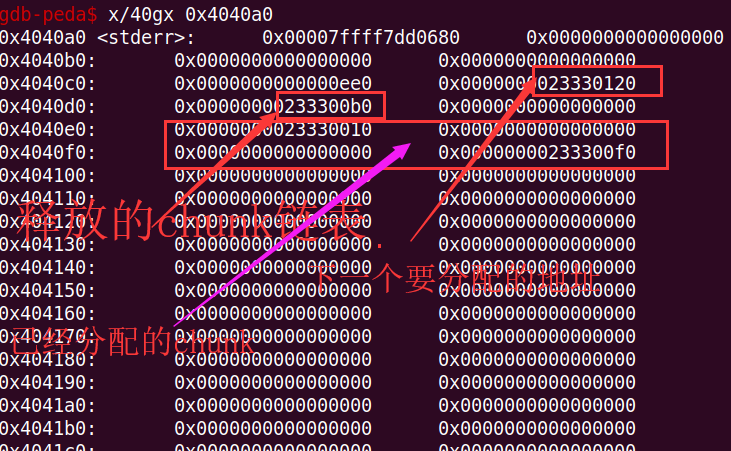 gdb-peda$ x/40gx 0x4040a0
0x4040a0 <stderr>: 0x00007ffff7dd0680 0x0000000000000000
0x4040b0: 0x0000000000000000 0x0000000000000000
0x4040c0: 0x0000000000000ee0 0x0000000023330120
0x4040d0: 0x00000000233300b0 0x0000000000000000
0x4040e0: 0x0000000023330010 0x0000000000000000
0x4040f0: 0x0000000000000000 0x00000000233300f0
0x404100: 0x0000000000000000 0x0000000000000000
0x404110: 0x0000000000000000 0x0000000000000000
释放的chunk链表.
0x404120: 0x0000000000000000 0x0000000000000000
0x404130: 0x0000000000000000 0x0000000000000000
0x404140: 0x0000000000000000 0x0000000000000000
下一个要分配的地址
0x404150: 0x0000000000000000 0x0000000000000000
0x404160: 0x0000000000000000 0x0000000000000000
0x404170: 0x0000000000000000 0x0000000000000000
已经分配的chunk
0x404180: 0x0000000000000000 0x0000000000000000
0x404190: 0x0000000000000000 0x0000000000000000
0x4041a0: 0x0000000000000000 0x0000000000000000
0x4041b0: 0x0000000000000000 0x0000000000000000
0x4041c0: 0x0000000000000000 0x0000000000000000